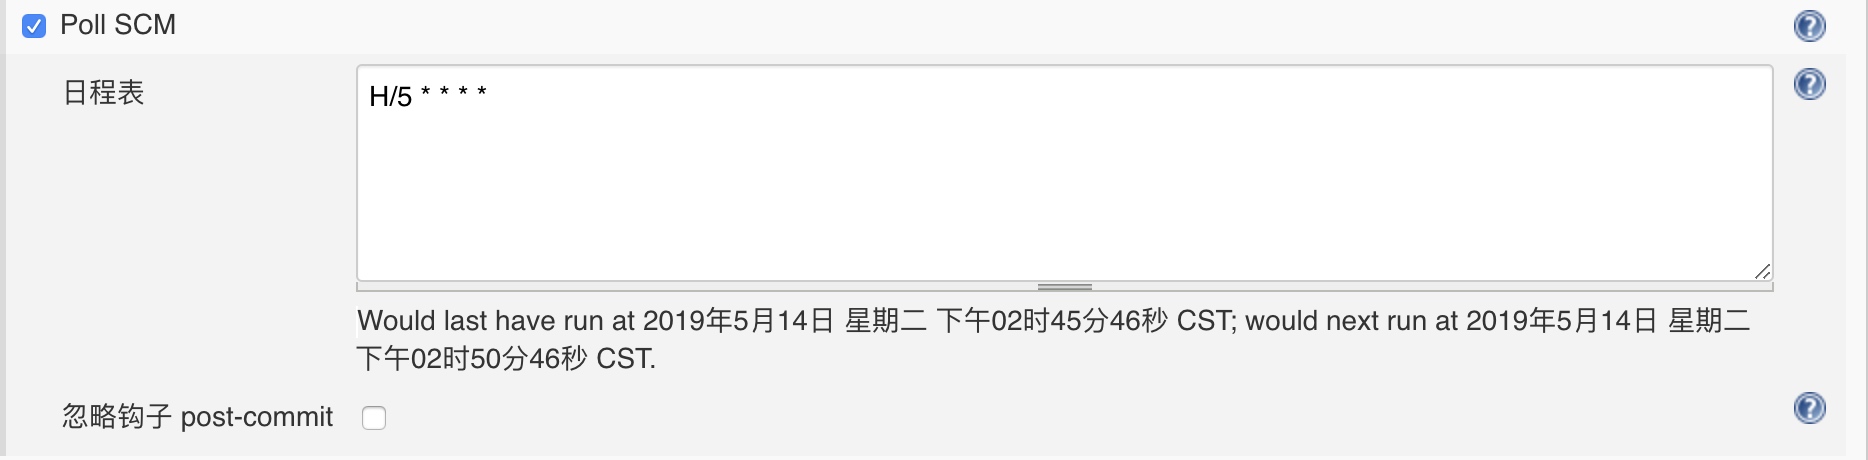 Poll SCM
日程表
H/5 * * * *
Would last have run at 2019年5月14日 星期二 下午02时45分46秒 CST; would next run at 2019年5月14日 星期二
下午02时50分46秒 CST.
忽略钩子 post-commit